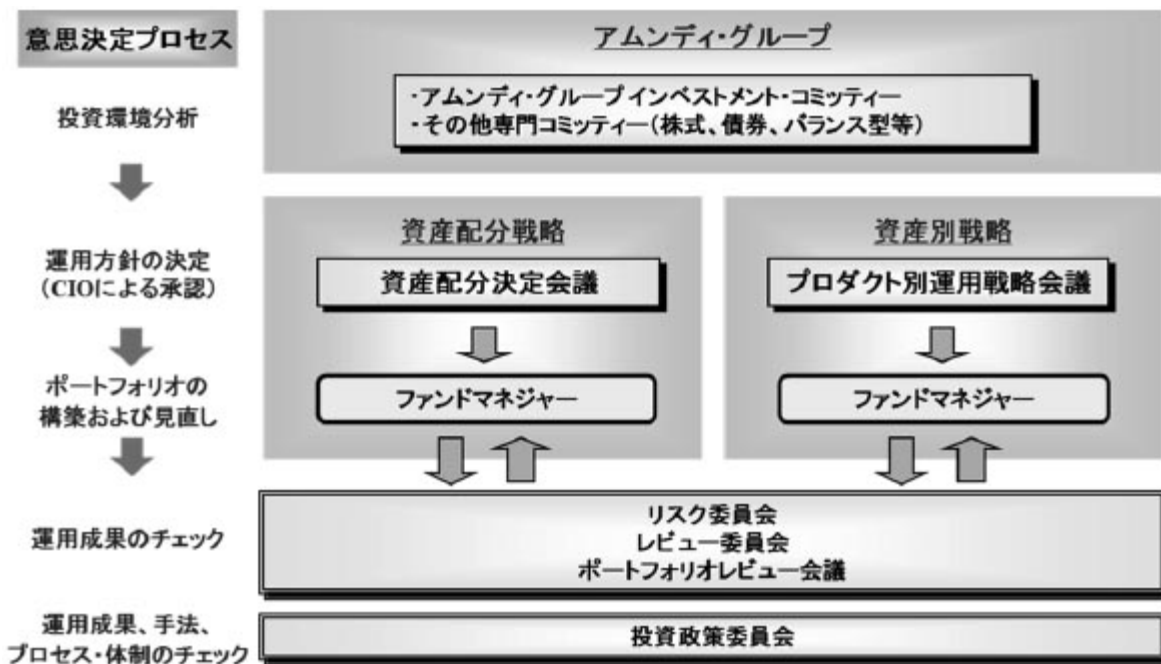 意思決定プロセス
アムンディ・グループ
投資環境分析
・アムンディ・グループ インベストメント・コミッティー
・その他専門コミッティー(株式、債券、バランス型等)
運用方針の決定
(CIOによる承認)
資産配分戦略
資産配分決定会議
資産別戦略
プロダクト別運用戦略会議
ポートフォリオの
構築および見直し
ファンドマネジャー
ファンドマネジャー
運用成果のチェック
リスク委員会
レビュー委員会
ポートフォリオレビュー会議
運用成果、手法、
プロセス・体制のチェック
投資政策委員会